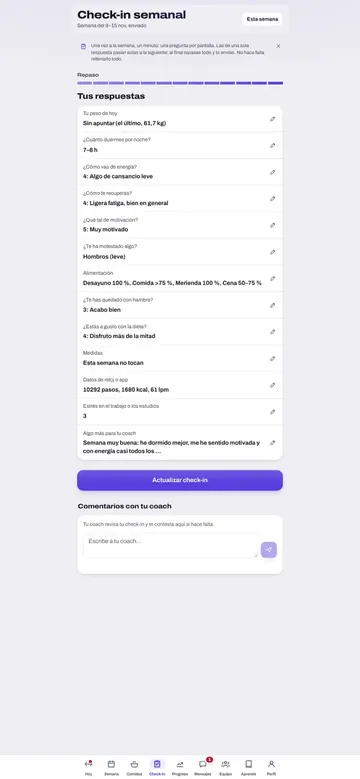 Check-in semanal
Semana del 9–15 nov, enviado
Esta semana
Una vez a la semana, un minuto: una pregunta por pantalla. Las de una sola
respuesta pasan solas a la siguiente; al final repasas todo y lo envías. No hace falta
rellenarlo todo.
Repaso
Tus respuestas
Tu peso de hoy
Sin apuntar (el último, 61,7 kg)
¿Cuánto duermes por noche?
7–8 h
¿Cómo vas de energía?
4: Algo de cansancio leve
¿Cómo te recuperas?
4: Ligera fatiga, bien en general
¿Qué tal de motivación?
5: Muy motivado
¿Te ha molestado algo?
Hombros (leve)
Alimentación
Desayuno 100 %, Comida >75 %, Merienda 100 %, Cena 50–75 %
¿Te has quedado con hambre?
3: Acabo bien
¿Estás a gusto con la dieta?
4: Disfruto más de la mitad
Medidas
Esta semana no tocan
Datos de reloj o app
10292 pasos, 1680 kcal, 61 lpm
Estrés en el trabajo o los estudios
3
Algo más para tu coach
Semana muy buena: he dormido mejor, me he sentido motivada y
con energía casi todos los ...
Actualizar check-in
Comentarios con tu coach
Tu coach revisa tu check-in y te contesta aquí si hace falta.
Escribe a tu coach...
Hoy
Semana
Comidas
Check-in
Progreso
Mensajes
Equipo
Aprende
Perfil